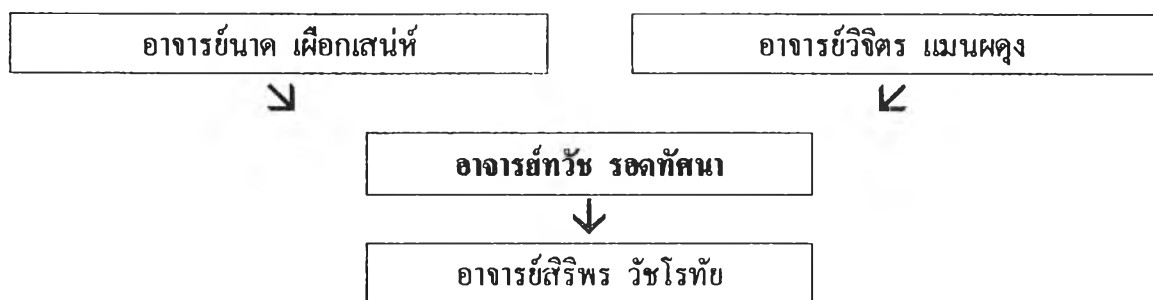 อาจารย์นาด เผือกเสน่ห์
อาจารย์วิจิตร แมนผดุง
อาจารย์ทวัช รอดทัศนา
อาจารย์สิริพร วัชโรทัย